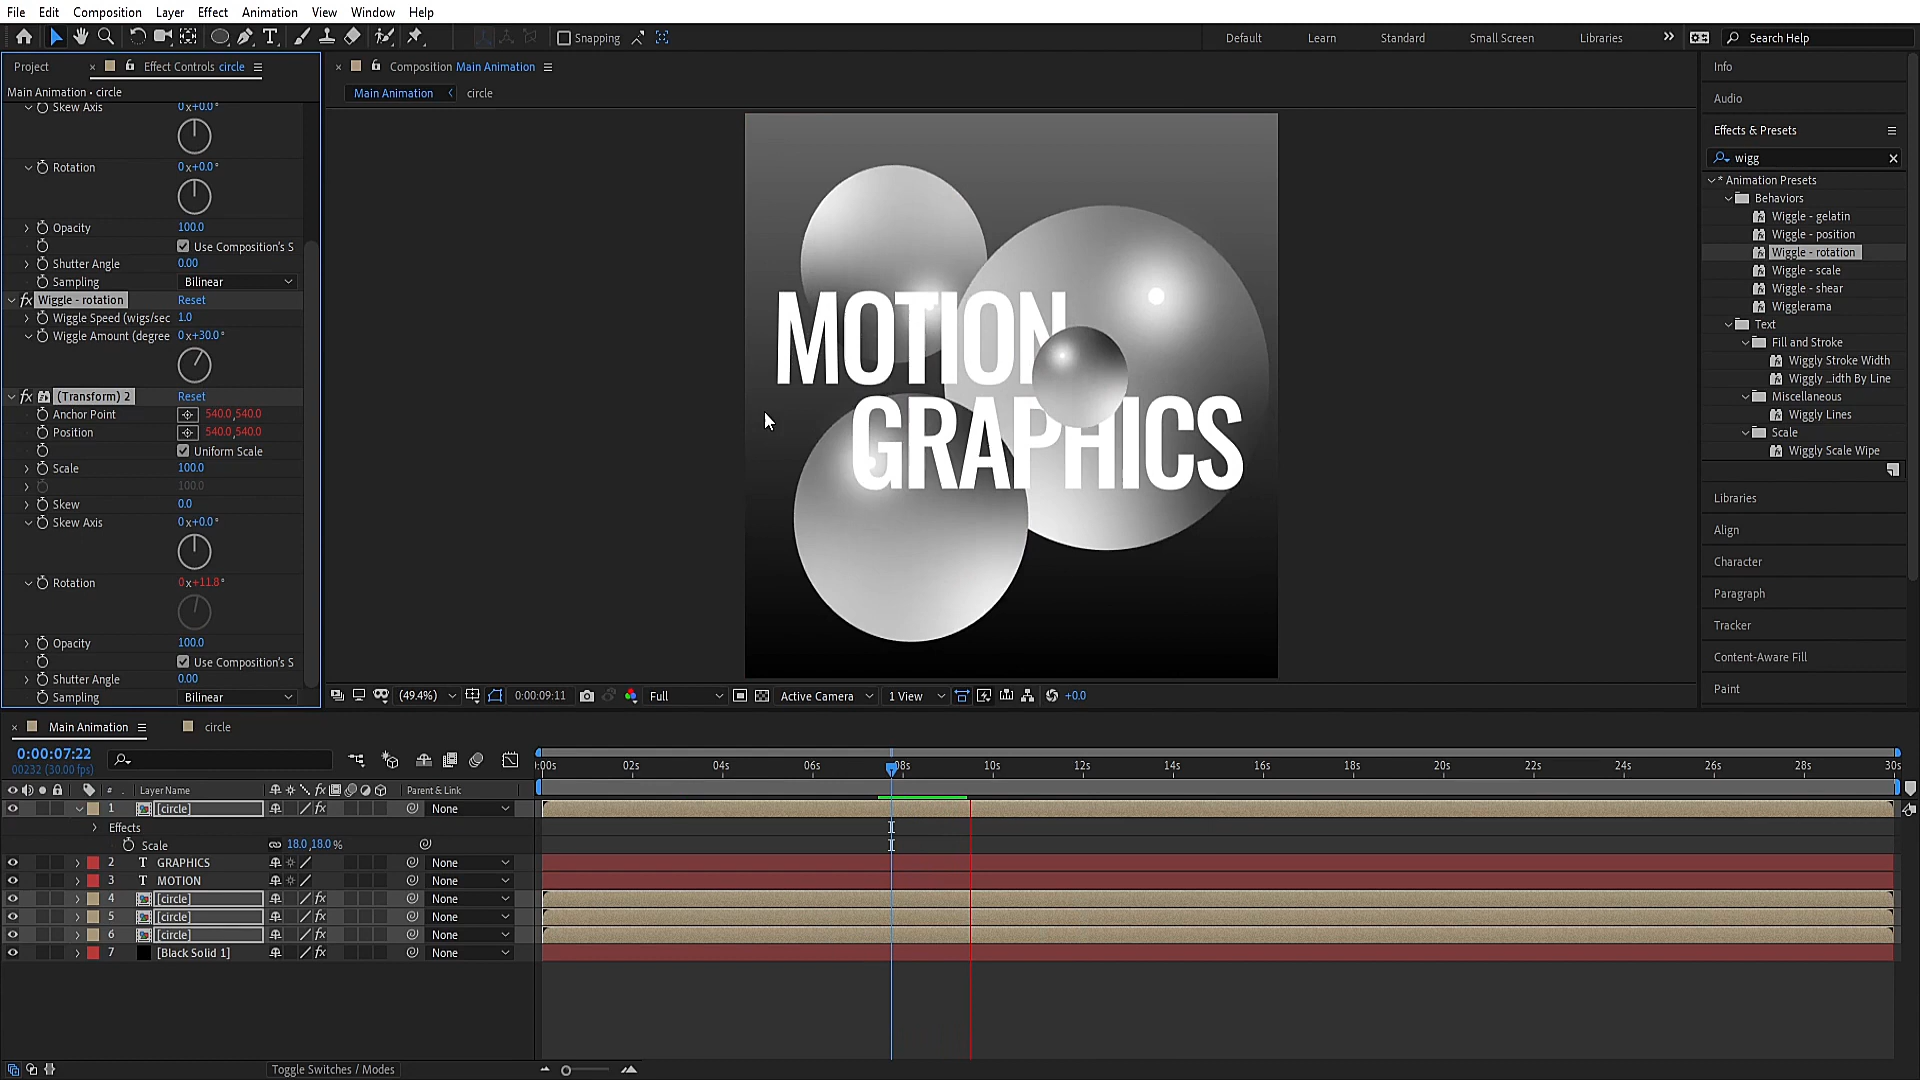 File Edit Composition Layer Effect Animation View Window Help
Snapping Default Learn Standard Small Screen Libraries Search Help
Project Effect Controls circle
Main Animation • circle
Skew Axis 0x+0.0°
Rotation 0x+0.0°
Opacity 100.0
Use Composition's S
Shutter Angle 0.00
Sampling Bilinear
fx Wiggle - rotation Reset
Wiggle Speed (wigs/sec 1.0
Wiggle Amount (degree 0x+30.0°
fx (Transform) 2 Reset
Anchor Point 540.0,540.0
Position 540.0,540.0
Uniform Scale
Scale 100.0
100.0
Skew 0.0
Skew Axis 0x+0.0°
Rotation 0x+11.8°
Opacity 100.0
Use Composition's S
Shutter Angle 0.00
Sampling Bilinear
Composition Main Animation
Main Animation circle
MOTION
GRAPHICS
(49.4%) 0:00:09:11 Full Active Camera 1 View +0.0
Info
Audio
Effects & Presets
wigg
* Animation Presets
Behaviors
Wiggle - gelatin
Wiggle - position
Wiggle - rotation
Wiggle - scale
Wiggle - shear
Wigglerama
Text
Fill and Stroke
Wiggly Stroke Width
Wiggly ...idth By Line
Miscellaneous
Wiggly Lines
Scale
Wiggly Scale Wipe
Libraries
Align
Character
Paragraph
Tracker
Content-Aware Fill
Paint
Main Animation circle
0:00:07:22
00232 (30.00 fps)
:00s 02s 04s 06s 08s 10s 12s 14s 16s 18s 20s 22s 24s 26s 28s 30s
# Layer Name fx Parent & Link
1 [circle] fx None
Effects
Scale 18.0,18.0%
2 T GRAPHICS None
3 T MOTION None
4 [circle] fx None
5 [circle] fx None
6 [circle] fx None
7 [Black Solid 1] fx None
Toggle Switches / Modes